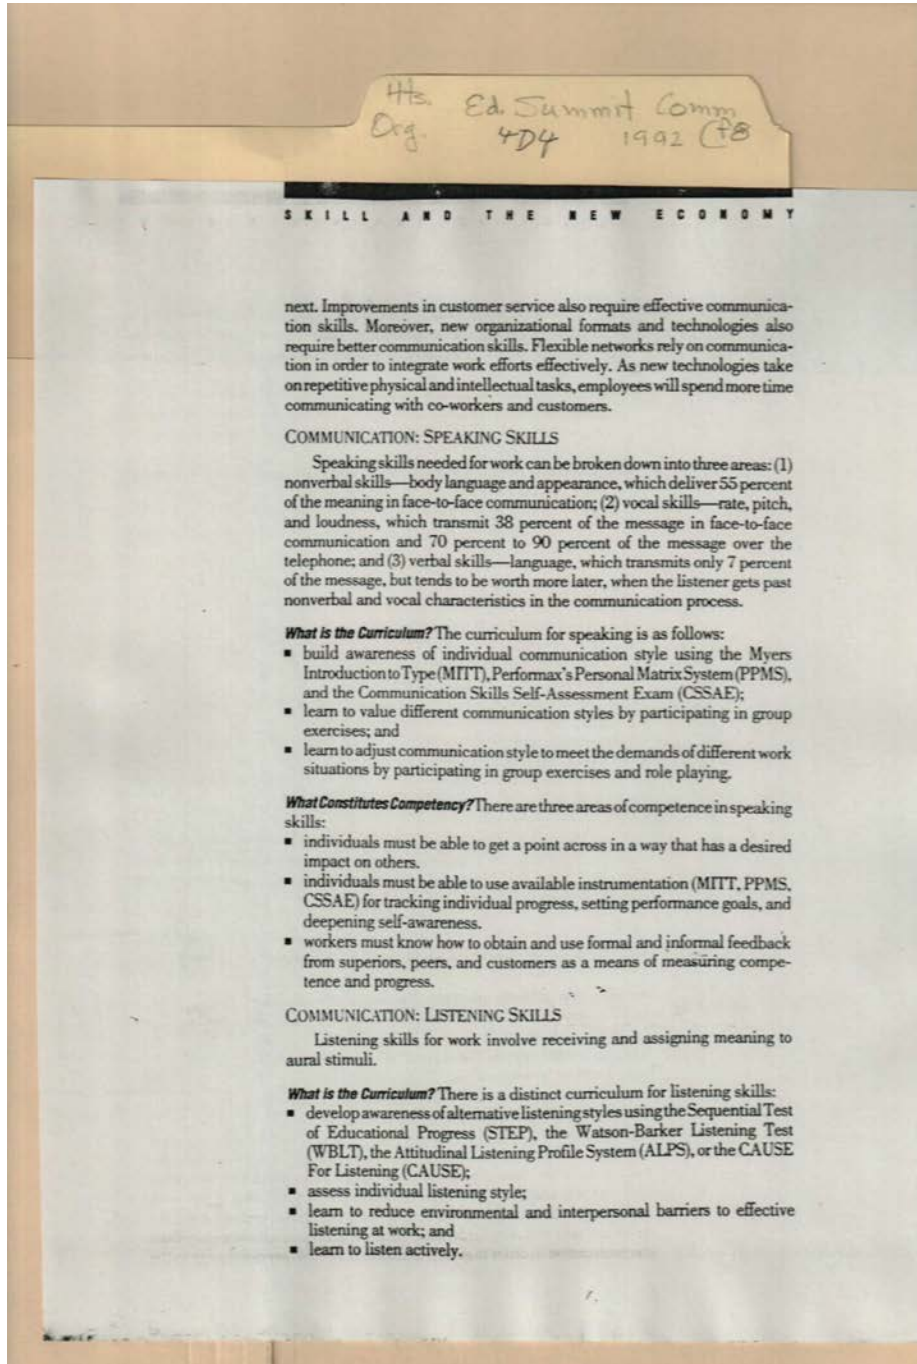 Hs. Ed. Summit Comm
Org. 4D4 1992 (f8
SKILL AND THE NEW ECONOMY
next. Improvements in customer service also require effective communica-
tion skills. Moreover, new organizational formats and technologies also
require better communication skills. Flexible networks rely on communica-
tion in order to integrate work efforts effectively. As new technologies take
on repetitive physical and intellectual tasks, employees will spend more time
communicating with co-workers and customers.
COMMUNICATION: SPEAKING SKILLS
Speaking skills needed for work can be broken down into three areas: (1)
nonverbal skills—body language and appearance, which deliver 55 percent
of the meaning in face-to-face communication; (2) vocal skills—rate, pitch,
and loudness, which transmit 38 percent of the message in face-to-face
communication and 70 percent to 90 percent of the message over the
telephone; and (3) verbal skills—language, which transmits only 7 percent
of the message, but tends to be worth more later, when the listener gets past
nonverbal and vocal characteristics in the communication process.
What is the Curriculum? The curriculum for speaking is as follows:
▪ build awareness of individual communication style using the Myers
Introduction to Type (MITT), Performax's Personal Matrix System (PPMS),
and the Communication Skills Self-Assessment Exam (CSSAE);
▪ learn to value different communication styles by participating in group
exercises; and
▪ learn to adjust communication style to meet the demands of different work
situations by participating in group exercises and role playing.
What Constitutes Competency? There are three areas of competence in speaking
skills:
▪ individuals must be able to get a point across in a way that has a desired
impact on others.
▪ individuals must be able to use available instrumentation (MITT, PPMS,
CSSAE) for tracking individual progress, setting performance goals, and
deepening self-awareness.
▪ workers must know how to obtain and use formal and informal feedback
from superiors, peers, and customers as a means of measuring compe-
tence and progress.
COMMUNICATION: LISTENING SKILLS
Listening skills for work involve receiving and assigning meaning to
aural stimuli.
What is the Curriculum? There is a distinct curriculum for listening skills:
▪ develop awareness of alternative listening styles using the Sequential Test
of Educational Progress (STEP), the Watson-Barker Listening Test
(WBLT), the Attitudinal Listening Profile System (ALPS), or the CAUSE
For Listening (CAUSE);
▪ assess individual listening style;
▪ learn to reduce environmental and interpersonal barriers to effective
listening at work; and
▪ learn to listen actively.